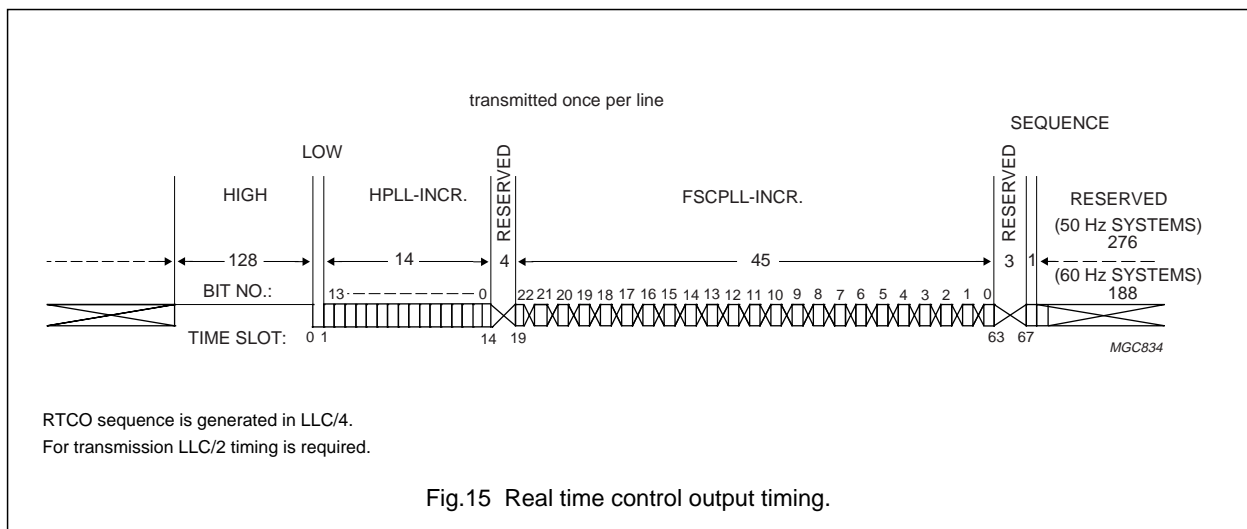 transmitted once per line
SEQUENCE
LOW
RESERVED
RESERVED
HIGH
HPLL-INCR.
FSCPLL-INCR.
RESERVED
(50 Hz SYSTEMS)
276
128
14
4
45
3
1
(60 Hz SYSTEMS)
188
BIT NO.:
13
0
22 21 20 19 18 17 16 15 14 13 12 11 10 9 8 7 6 5 4 3 2 1 0
TIME SLOT:
0 1
14
19
63
67
MGC834
RTCO sequence is generated in LLC/4.
For transmission LLC/2 timing is required.
Fig.15 Real time control output timing.